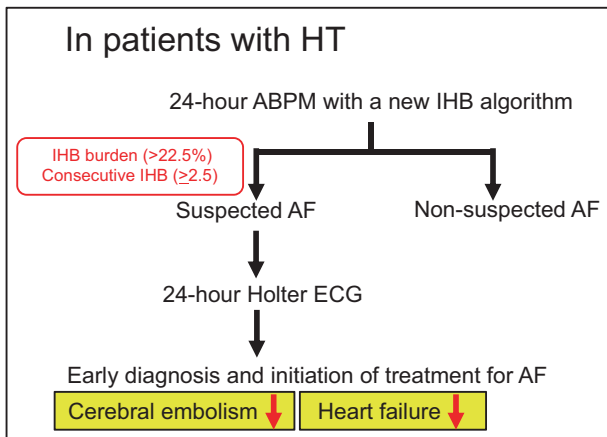 In patients with HT
24-hour ABPM with a new IHB algorithm
IHB burden (>22.5%)
Consecutive IHB (≥2.5)
Suspected AF
Non-suspected AF
24-hour Holter ECG
Early diagnosis and initiation of treatment for AF
Cerebral embolism
Heart failure